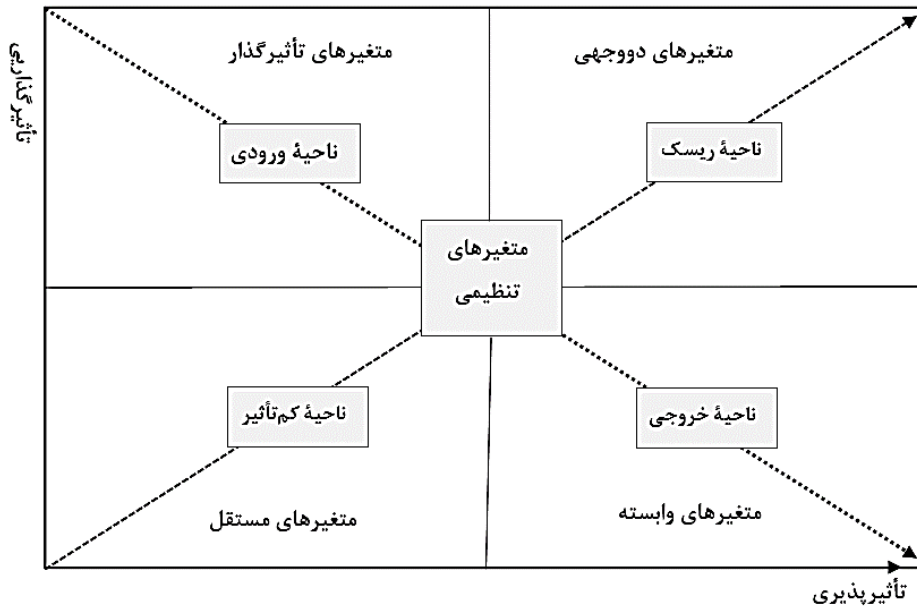 متغیرهای دووجهی
متغیرهای تأثیرگذار
تأثیرگذاریی
ناحیهٔ ریسک
ناحیهٔ ورودی
متغیرهای
تنظیمی
ناحیهٔ خروجی
ناحیهٔ کم‌تأثیر
متغیرهای وابسته
متغیرهای مستقل
تأثیرپذیری